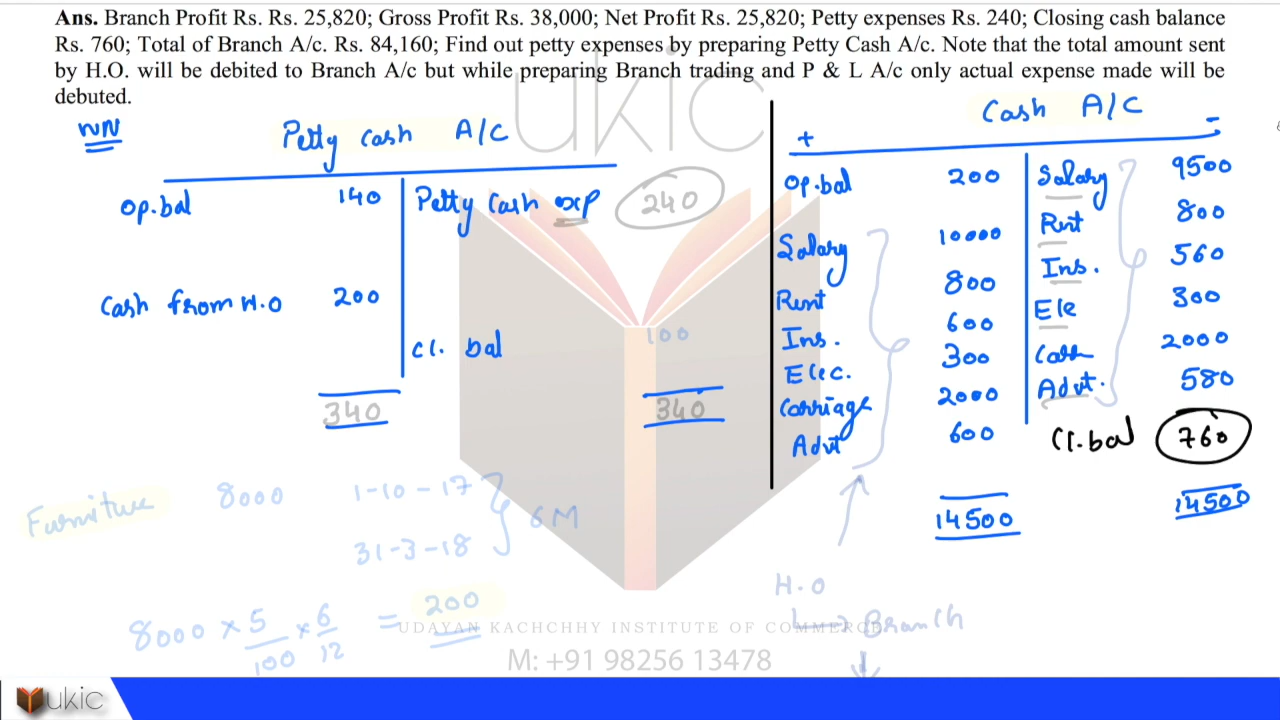 Ans. Branch Profit Rs. Rs. 25,820; Gross Profit Rs. 38,000; Net Profit Rs. 25,820; Petty expenses Rs. 240; Closing cash balance
Rs. 760; Total of Branch A/c. Rs. 84,160; Find out petty expenses by preparing Petty Cash A/c. Note that the total amount sent
by H.O. will be debited to Branch A/c but while preparing Branch trading and P & L A/c only actual expense made will be
debuted.
ukic
WN
Petty cash A/C
op.bal 140 Petty cash exp 240
cash from H.O 200
cl. bal 100
340 340
Furniture 8000 1-10-17 } 6M
31-3-18
8000 × 5/100 × 6/12 = 200
Cash A/C
+ -
op.bal 200 Salary 9500
Salary 10000 Rent 800
Rent 800 Ins. 560
Ins. 600 Ele 300
Elec. 300 2000
Carriage 2000 Advt. 580
Advt 600 Cl.bal 760
14500 14500
H.O
Branch
UDAYAN KACHCHHY INSTITUTE OF COMMERCE
M: +91 98256 13478
ukic